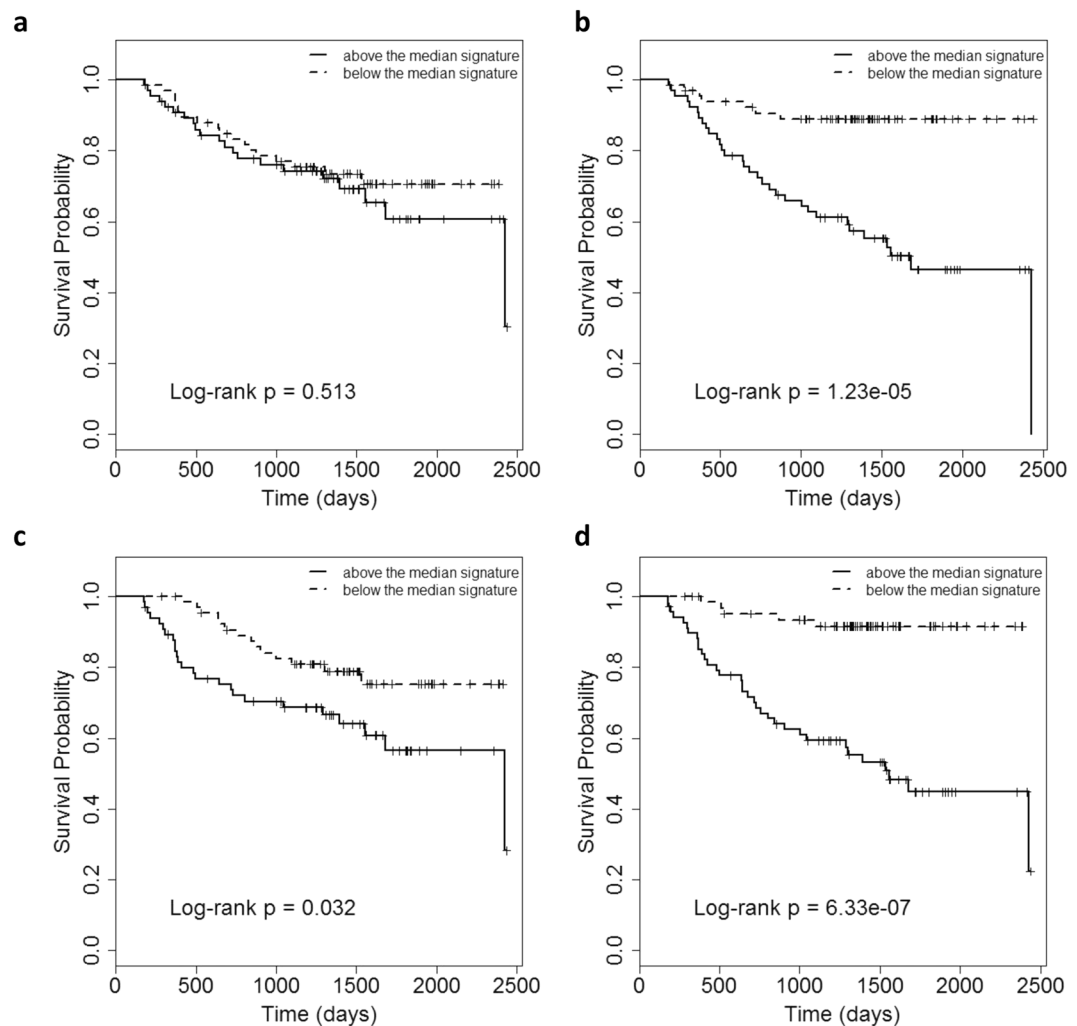 a
above the median signature
below the median signature
Survival Probability
0.0 0.2 0.4 0.6 0.8 1.0
Log-rank p = 0.513
0 500 1000 1500 2000 2500
Time (days)
b
above the median signature
below the median signature
Survival Probability
0.0 0.2 0.4 0.6 0.8 1.0
Log-rank p = 1.23e-05
0 500 1000 1500 2000 2500
Time (days)
c
above the median signature
below the median signature
Survival Probability
0.0 0.2 0.4 0.6 0.8 1.0
Log-rank p = 0.032
0 500 1000 1500 2000 2500
Time (days)
d
above the median signature
below the median signature
Survival Probability
0.0 0.2 0.4 0.6 0.8 1.0
Log-rank p = 6.33e-07
0 500 1000 1500 2000 2500
Time (days)